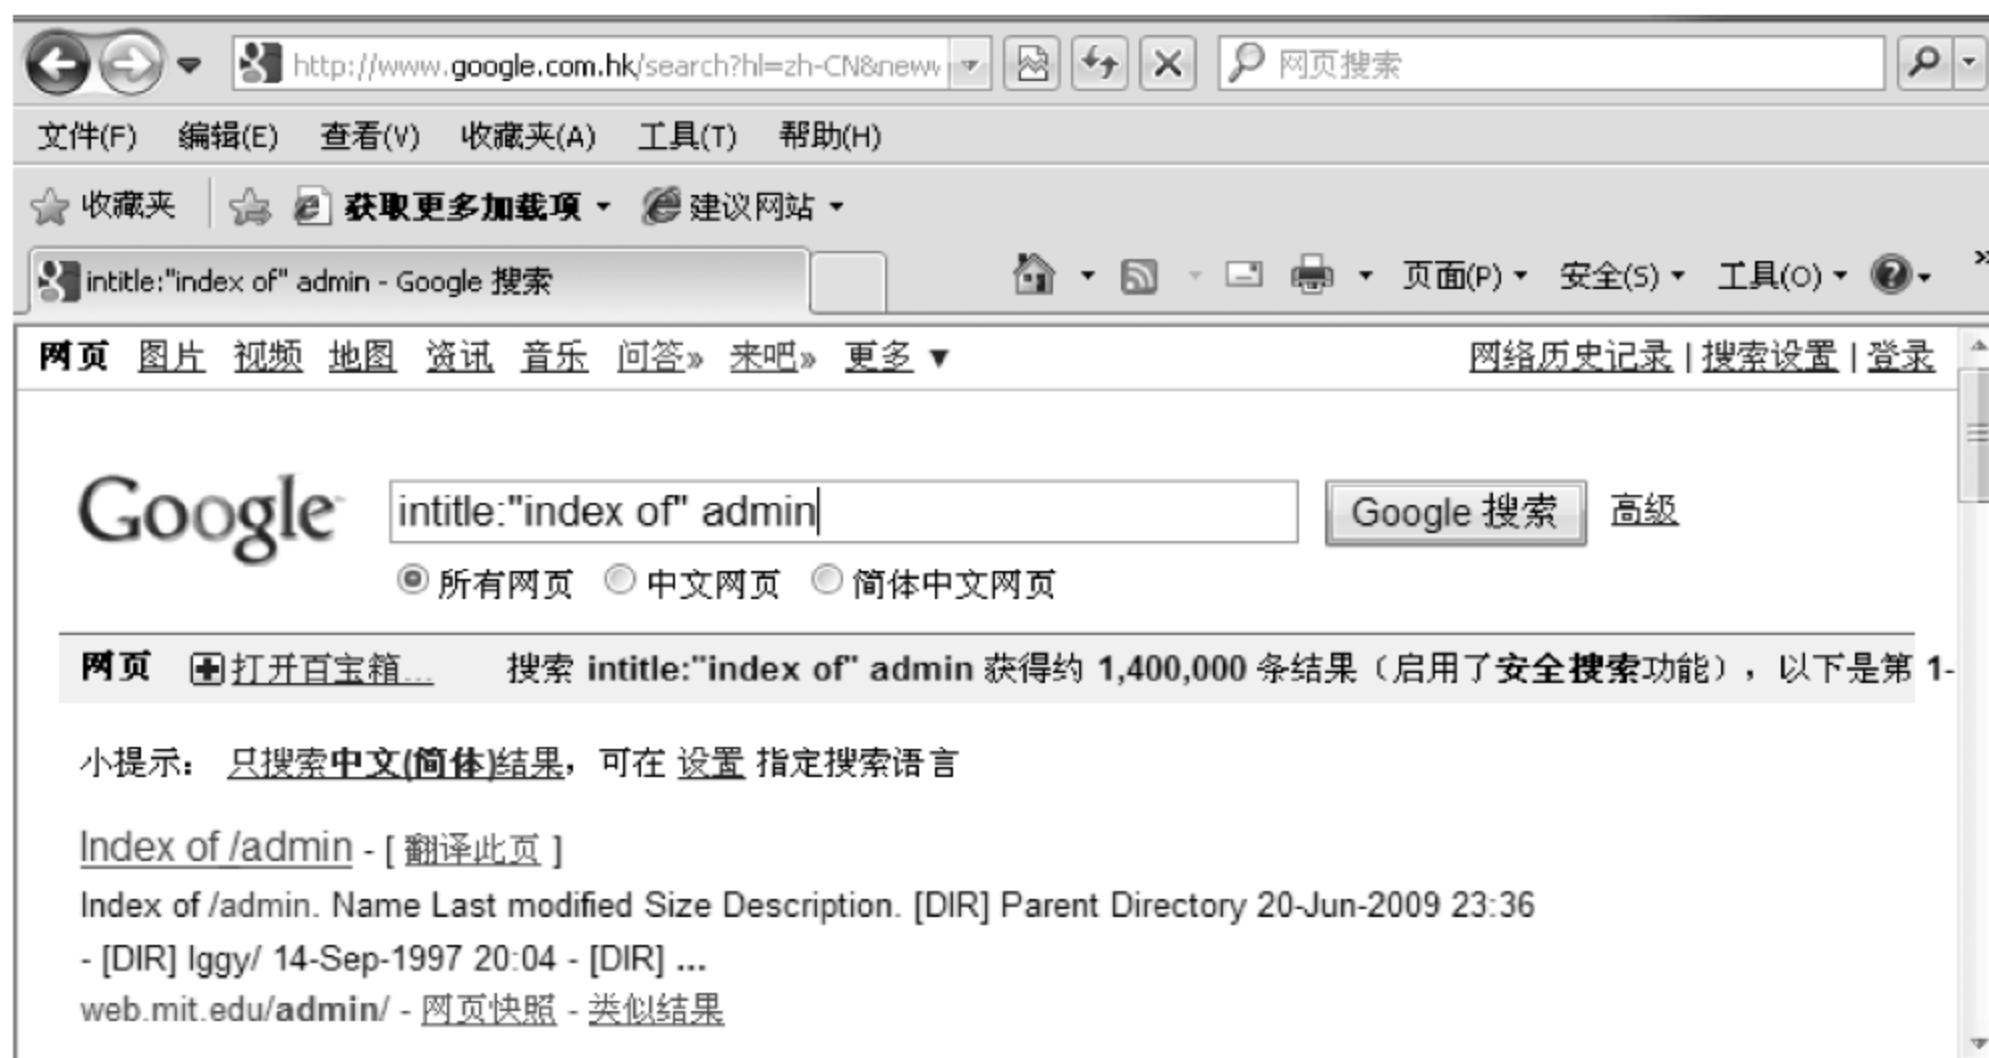 http://www.google.com.hk/search?hl=zh-CN&neww 网页搜索
文件(F) 编辑(E) 查看(V) 收藏夹(A) 工具(T) 帮助(H)
收藏夹 获取更多加载项 建议网站
intitle:"index of" admin - Google 搜索 页面(P) 安全(S) 工具(O) »
网页 图片 视频 地图 资讯 音乐 问答» 来吧» 更多 ▼ 网络历史记录 | 搜索设置 | 登录
Google intitle:"index of" admin Google 搜索 高级
所有网页 中文网页 简体中文网页
网页 打开百宝箱... 搜索 intitle:"index of" admin 获得约 1,400,000 条结果（启用了安全搜索功能），以下是第 1-
小提示： 只搜索中文(简体)结果，可在 设置 指定搜索语言
Index of /admin - [ 翻译此页 ]
Index of /admin. Name Last modified Size Description. [DIR] Parent Directory 20-Jun-2009 23:36
- [DIR] Iggy/ 14-Sep-1997 20:04 - [DIR] ...
web.mit.edu/admin/ - 网页快照 - 类似结果